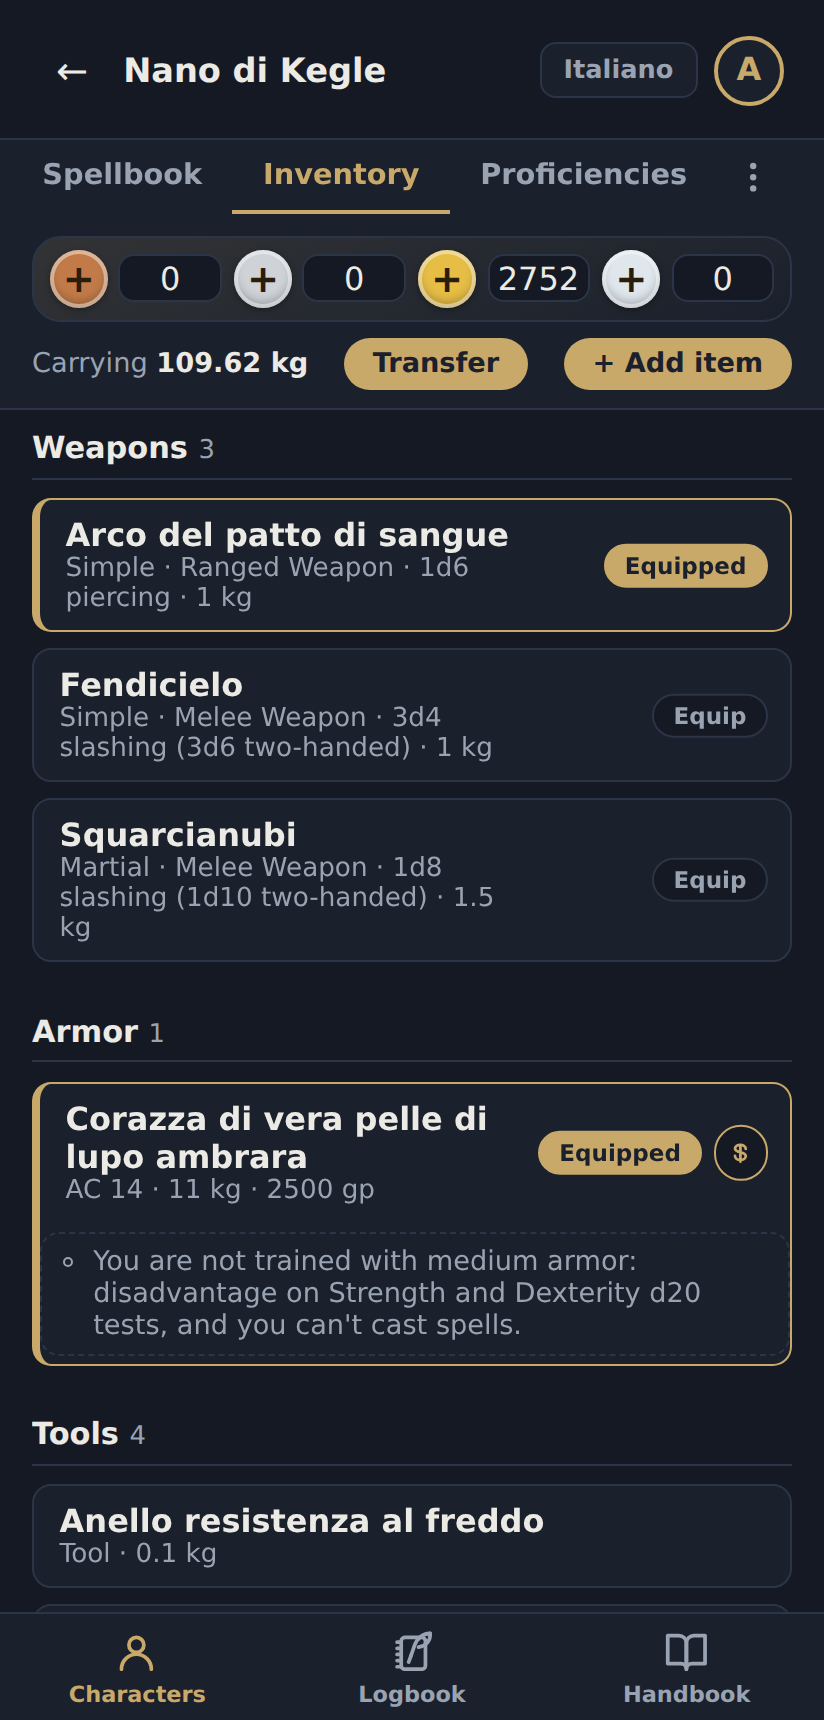 ← Nano di Kegle Italiano A
Spellbook Inventory Proficiencies ⋮
+ 0 + 0 + 2752 + 0
Carrying 109.62 kg Transfer + Add item
Weapons 3
Arco del patto di sangue
Simple · Ranged Weapon · 1d6
piercing · 1 kg
Equipped
Fendicielo
Simple · Melee Weapon · 3d4
slashing (3d6 two-handed) · 1 kg
Equip
Squarcianubi
Martial · Melee Weapon · 1d8
slashing (1d10 two-handed) · 1.5
kg
Equip
Armor 1
Corazza di vera pelle di
lupo ambrara
AC 14 · 11 kg · 2500 gp
Equipped $
You are not trained with medium armor:
disadvantage on Strength and Dexterity d20
tests, and you can't cast spells.
Tools 4
Anello resistenza al freddo
Tool · 0.1 kg
Characters Logbook Handbook